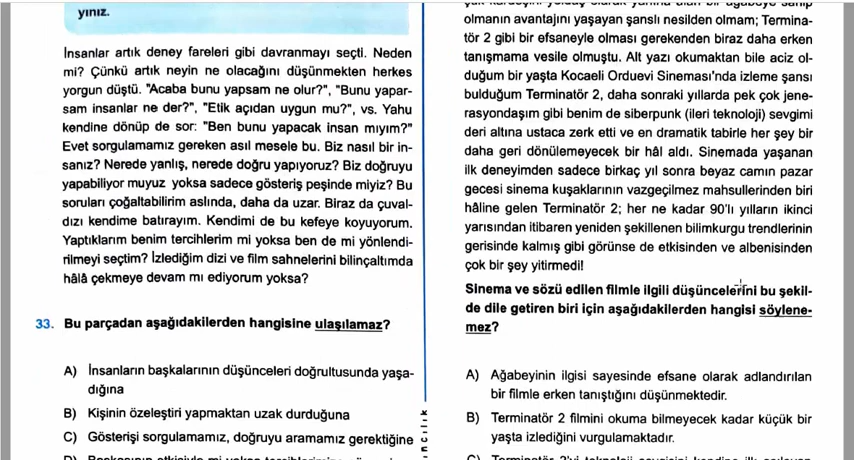 yınız.
İnsanlar artık deney fareleri gibi davranmayı seçti. Neden
mi? Çünkü artık neyin ne olacağını düşünmekten herkes
yorgun düştü. "Acaba bunu yapsam ne olur?", "Bunu yapar-
sam insanlar ne der?", "Etik açıdan uygun mu?", vs. Yahu
kendine dönüp de sor: "Ben bunu yapacak insan mıyım?"
Evet sorgulamamız gereken asıl mesele bu. Biz nasıl bir in-
sanız? Nerede yanlış, nerede doğru yapıyoruz? Biz doğruyu
yapabiliyor muyuz yoksa sadece gösteriş peşinde miyiz? Bu
soruları çoğaltabilirim aslında, daha da uzar. Biraz da çuval-
dızı kendime batırayım. Kendimi de bu kefeye koyuyorum.
Yaptıklarım benim tercihlerim mi yoksa ben de mi yönlendi-
rilmeyi seçtim? İzlediğim dizi ve film sahnelerini bilinçaltımda
hâlâ çekmeye devam mı ediyorum yoksa?
33. Bu parçadan aşağıdakilerden hangisine ulaşılamaz?
A) İnsanların başkalarının düşünceleri doğrultusunda yaşa-
dığına
B) Kişinin özeleştiri yapmaktan uzak durduğuna
C) Gösterişi sorgulamamız, doğruyu aramamız gerektiğine
ncılık
olmanın avantajını yaşayan şanslı nesilden olmam; Termina-
tör 2 gibi bir efsaneyle olması gerekenden biraz daha erken
tanışmama vesile olmuştur. Alt yazı okumaktan bile aciz ol-
duğum bir yaşta Kocaeli Orduevi Sineması'nda izleme şansı
bulduğum Terminatör 2, daha sonraki yıllarda pek çok jene-
rasyondaşım gibi benim de siberpunk (ileri teknoloji) sevgimi
deri altına ustaca zerk etti ve en dramatik tabirle her şey bir
daha geri dönülemeyecek bir hâl aldı. Sinemada yaşanan
ilk deneyimden sadece birkaç yıl sonra beyaz camın pazar
gecesi sinema kuşaklarının vazgeçilmez mahsullerinden biri
hâline gelen Terminatör 2; her ne kadar 90'lı yılların ikinci
yarısından itibaren yeniden şekillenen bilimkurgu trendlerinin
gerisinde kalmış gibi görünse de etkisinden ve albenisinden
çok bir şey yitirmedi!
Sinema ve sözü edilen filmle ilgili düşüncelerini bu şekil-
de dile getiren biri için aşağıdakilerden hangisi söylene-
mez?
A) Ağabeyinin ilgisi sayesinde efsane olarak adlandırılan
bir filmle erken tanıştığını düşünmektedir.
B) Terminatör 2 filmini okuma bilmeyecek kadar küçük bir
yaşta izlediğini vurgulamaktadır.